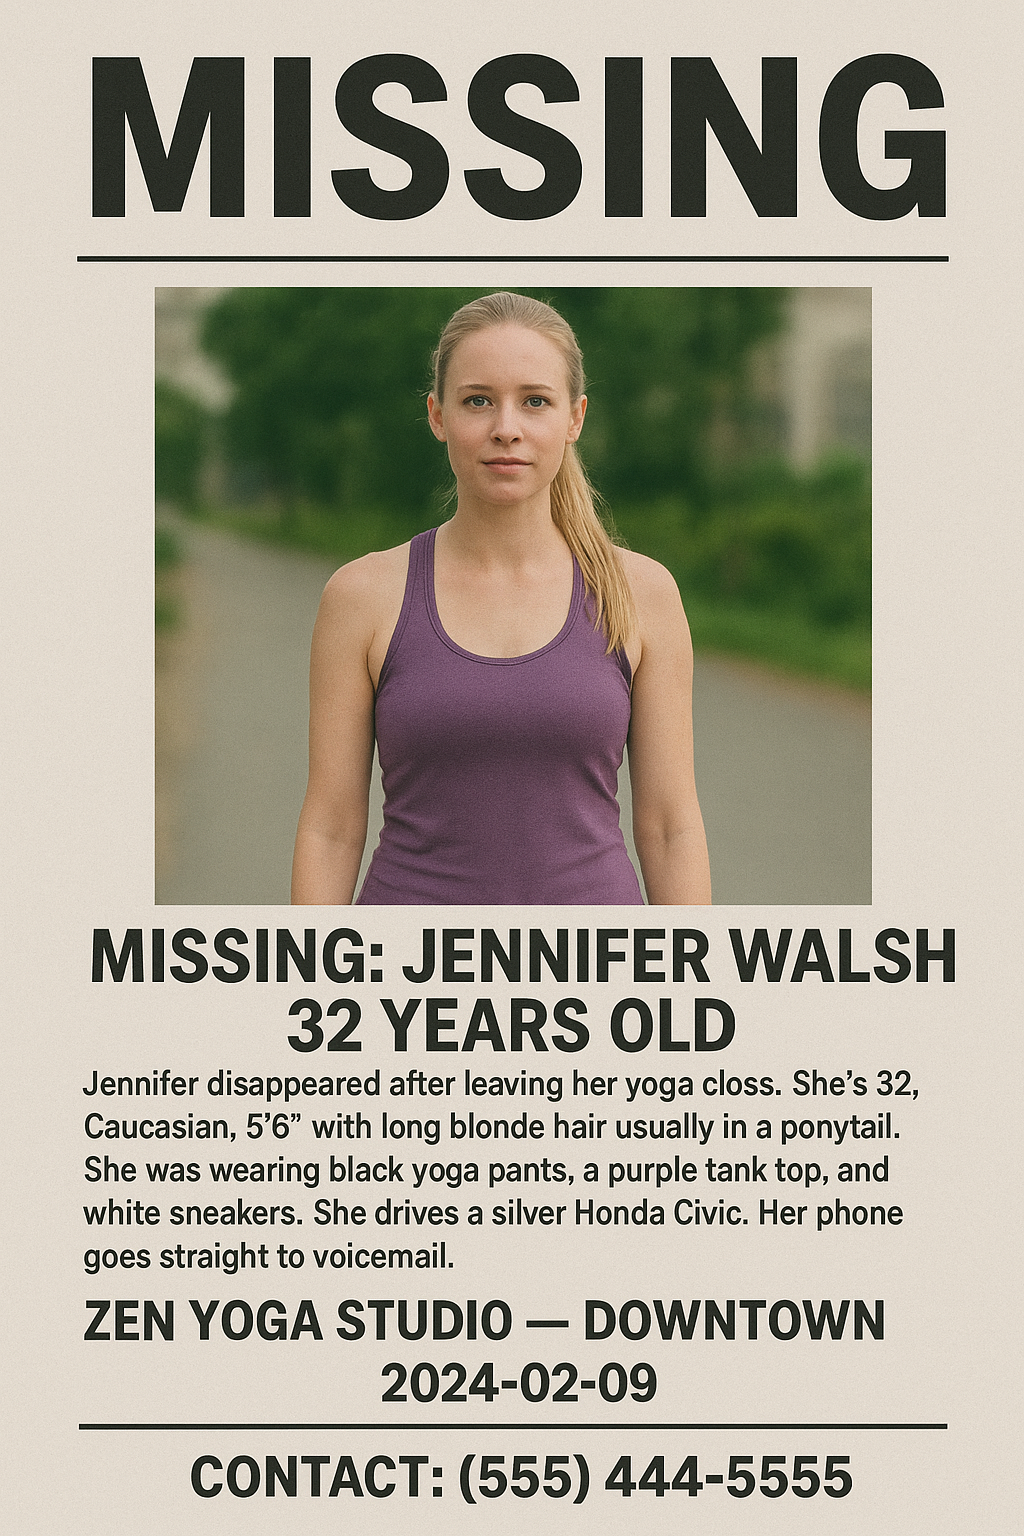 MISSING
MISSING: JENNIFER WALSH
32 YEARS OLD
Jennifer disappeared after leaving her yoga closs. She’s 32,
Caucasian, 5’6” with long blonde hair usually in a ponytail.
She was wearing black yoga pants, a purple tank top, and
white sneakers. She drives a silver Honda Civic. Her phone
goes straight to voicemail.
ZEN YOGA STUDIO — DOWNTOWN
2024-02-09
CONTACT: (555) 444-5555